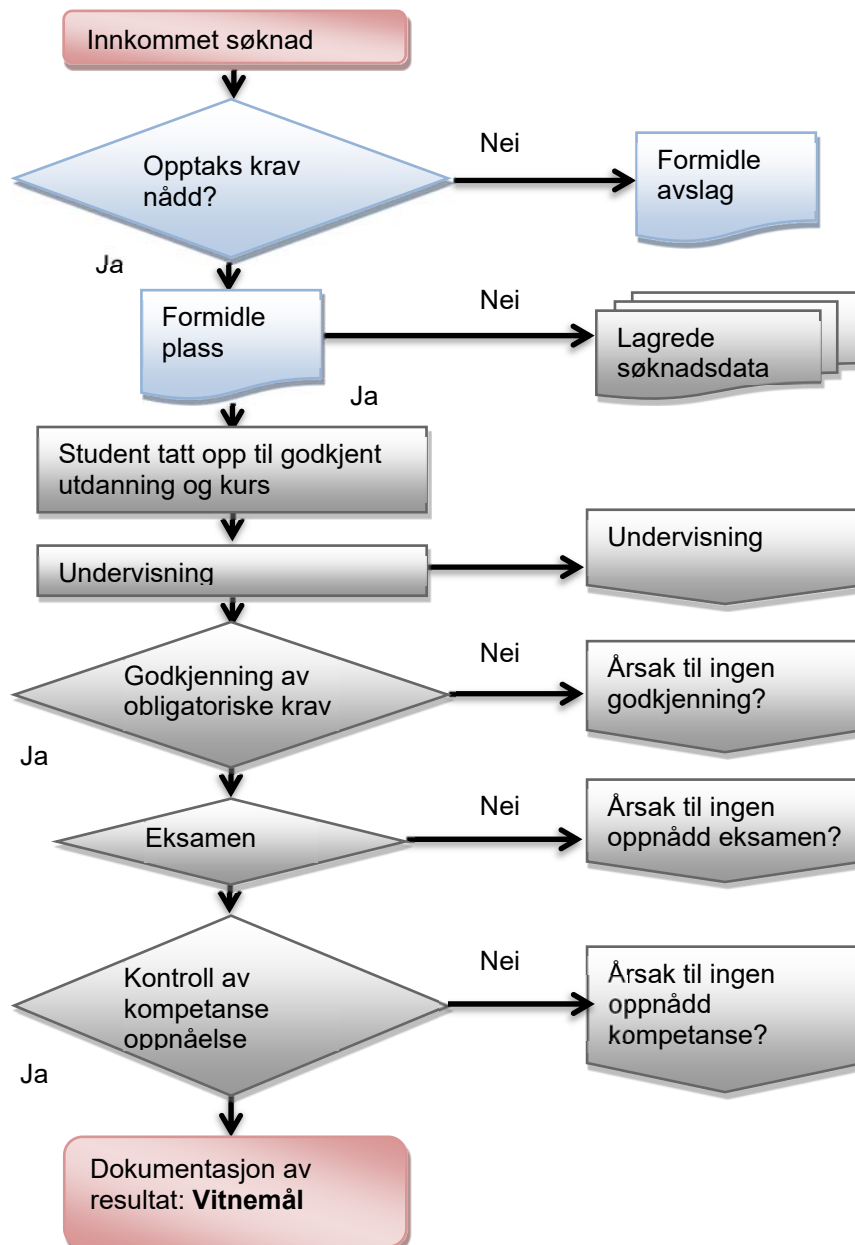 Innkommet søknad
Opptaks krav
nådd?
Nei
Formidle
avslag
Ja
Formidle
plass
Nei
Lagrede
søknadsdata
Ja
Student tatt opp til godkjent
utdanning og kurs
Undervisning
Undervisning
Godkjenning av
obligatoriske krav
Nei
Årsak til ingen
godkjenning?
Ja
Eksamen
Nei
Årsak til ingen
oppnådd eksamen?
Kontroll av
kompetanse
oppnåelse
Nei
Årsak til ingen
oppnådd
kompetanse?
Ja
Dokumentasjon av
resultat: Vitnemål